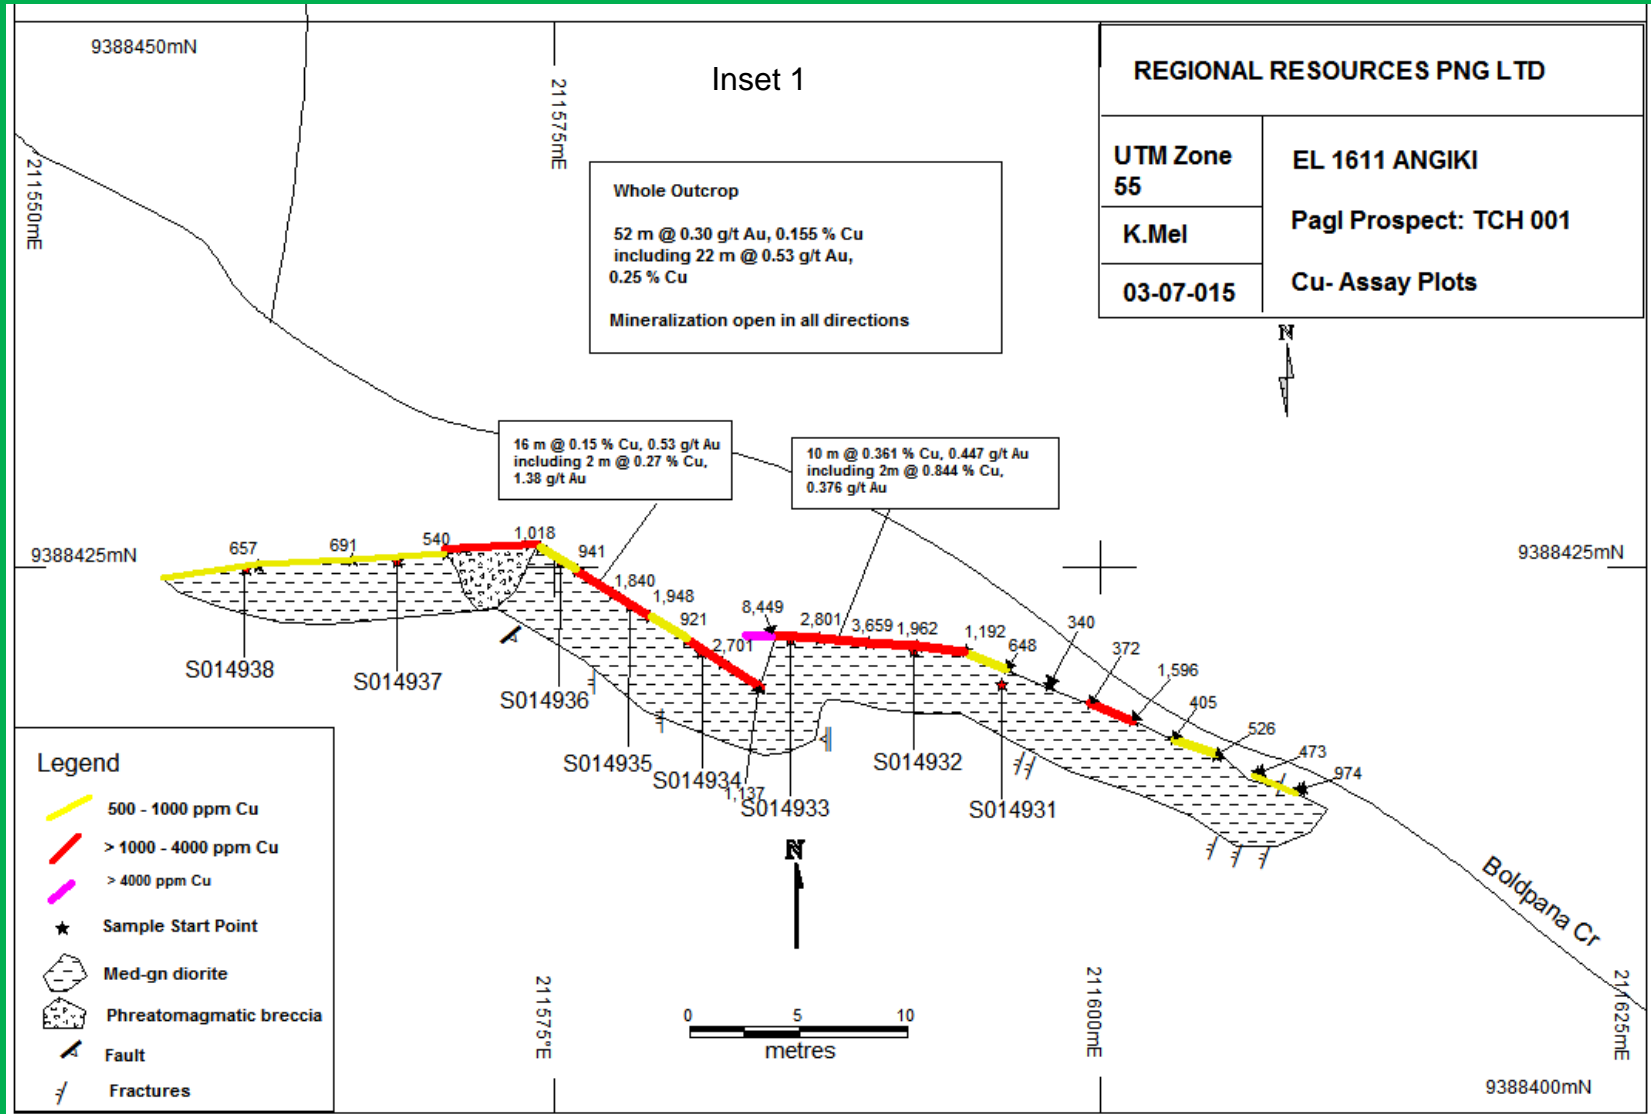 9388450mN
211575mE
Inset 1
REGIONAL RESOURCES PNG LTD
UTM Zone
55
EL 1611 ANGIKI
K.Mel
Pagl Prospect: TCH 001
03-07-015
Cu- Assay Plots
211550mE
Whole Outcrop
52 m @ 0.30 g/t Au, 0.155 % Cu
including 22 m @ 0.53 g/t Au,
0.25 % Cu
Mineralization open in all directions
N
16 m @ 0.15 % Cu, 0.53 g/t Au
including 2 m @ 0.27 % Cu,
1.38 g/t Au
10 m @ 0.361 % Cu, 0.447 g/t Au
including 2m @ 0.844 % Cu,
0.376 g/t Au
9388425mN
657
691
540
1,018
941
1,840
1,948
921
2,701
8,449
2,801
3,659
1,962
1,192
648
340
372
1,596
405
526
473
974
9388425mN
S014938
S014937
S014936
S014935
S014934
1,137
S014933
S014932
S014931
Legend
500 - 1000 ppm Cu
> 1000 - 4000 ppm Cu
> 4000 ppm Cu
Sample Start Point
Med-gn diorite
Phreatomagmatic breccia
Fault
Fractures
N
Boldpana Cr
211575°E
0 5 10
metres
211600mE
211625mE
9388400mN